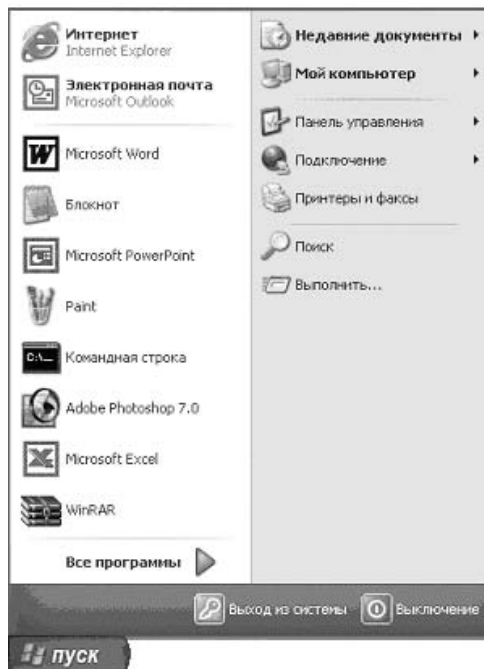 Интернет
Internet Explorer
Электронная почта
Microsoft Outlook
Microsoft Word
Блокнот
Microsoft PowerPoint
Paint
C:\_
Командная строка
Adobe Photoshop 7.0
Microsoft Excel
WinRAR
Все программы
Недавние документы
Мой компьютер
Панель управления
Подключение
Принтеры и факсы
Поиск
Выполнить...
Выход из системы
Выключение
пуск